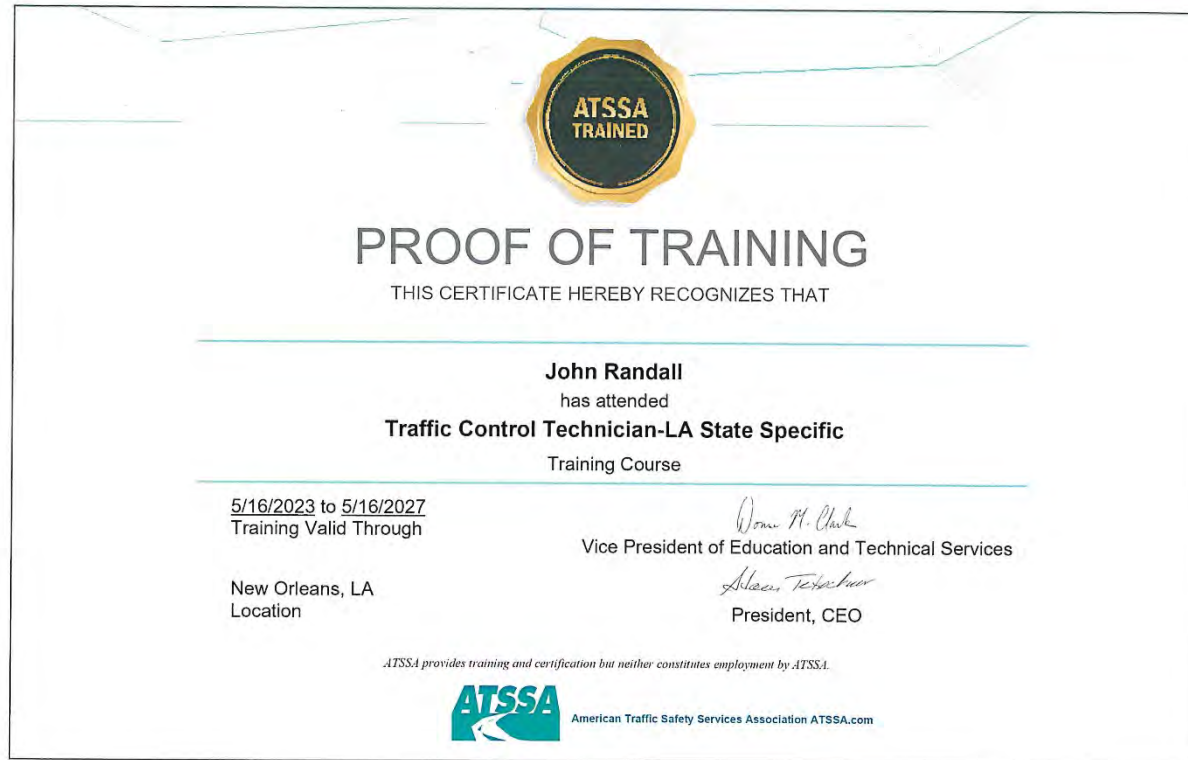 ATSSA
TRAINED
PROOF OF TRAINING
THIS CERTIFICATE HEREBY RECOGNIZES THAT
John Randall
has attended
Traffic Control Technician-LA State Specific
Training Course
5/16/2023 to 5/16/2027
Training Valid Through
New Orleans, LA
Location
Vice President of Education and Technical Services
President, CEO
ATSSA provides training and certification but neither constitutes employment by ATSSA.
ATSSA
American Traffic Safety Services Association ATSSA.com